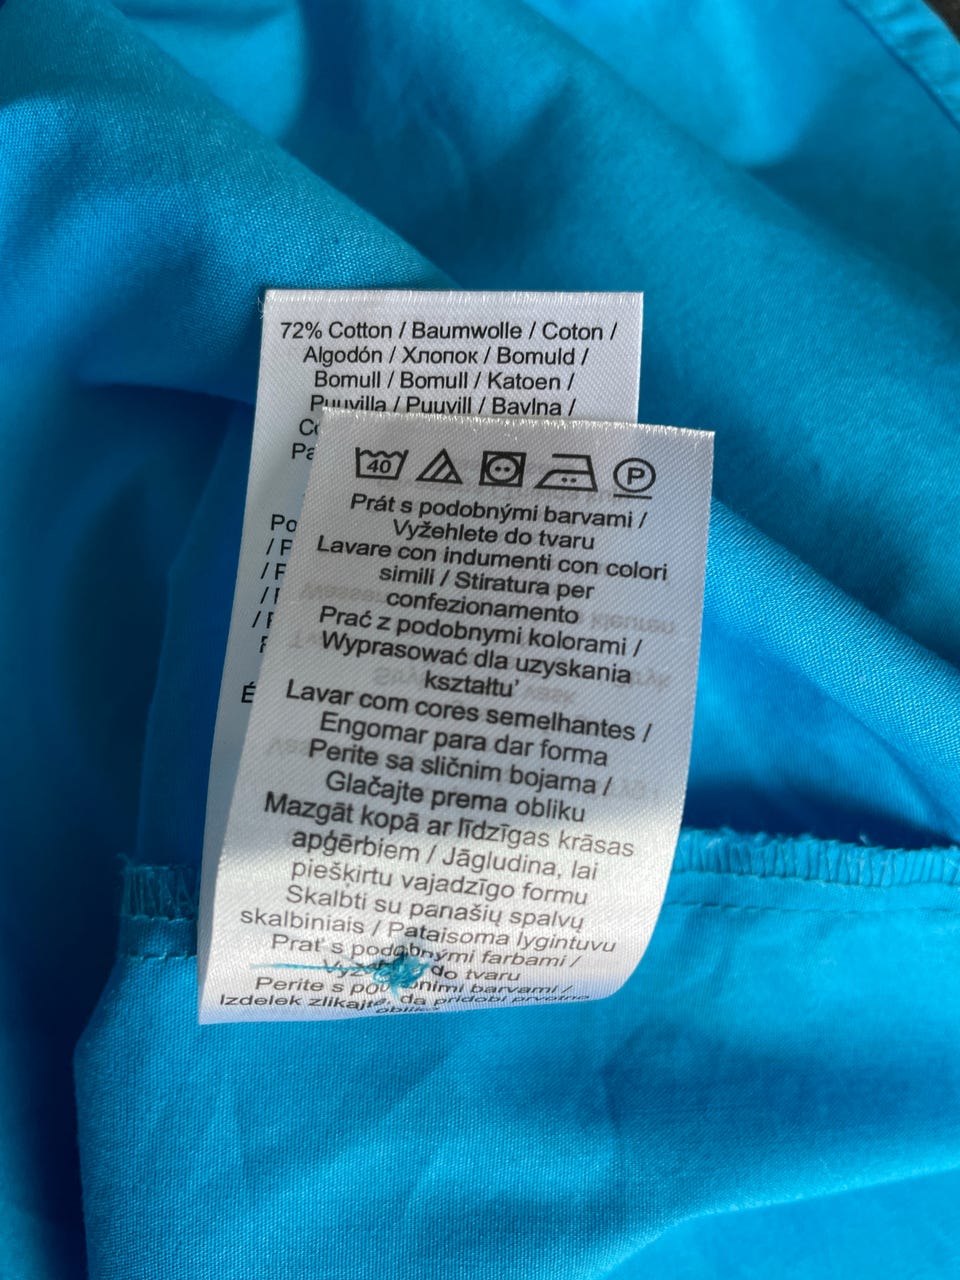 72% Cotton / Baumwolle / Coton /
Algodón / Хлопок / Bomuld /
Bomull / Bomull / Katoen /
Puuvilla / Puuvill / Bavlna /
40
P
Prát s podobnými barvami /
Vyžehlete do tvaru
Lavare con indumenti con colori
simili / Stiratura per
confezionamento
Prać z podobnymi kolorami /
Wyprasować dla uzyskania
kształtu'
Lavar com cores semelhantes /
Engomar para dar forma
Perite sa sličnim bojama /
Glačajte prema obliku
Mazgāt kopā ar līdzīgas krāsas
apģērbiem / Jāgludina, lai
piešķirtu vajadzīgo formu
Skalbti su panašių spalvų
skalbiniais / Pataisoma lygintuvu
Prať s podobnými farbami /
do tvaru
Perite s barvami /
Izdelek zlikajte, da pridobi prvotno